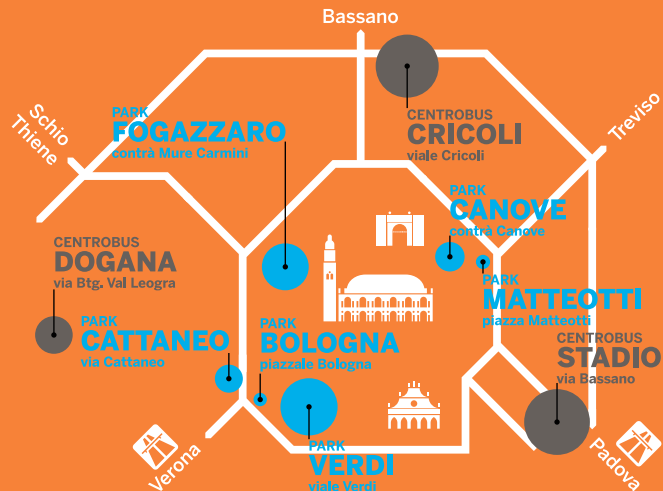 Bassano
Schio
Thiene
PARK
FOGAZZARO
contrà Mure Carmini
CENTROBUS
CRICOLI
viale Cricoli
Treviso
PARK
CANOVE
contrà Canove
CENTROBUS
DOGANA
via Btg. Val Leogra
PARK
MATTEOTTI
piazza Matteotti
PARK
CATTANEO
via Cattaneo
PARK
BOLOGNA
piazzale Bologna
CENTROBUS
STADIO
via Bassano
PARK
VERDI
viale Verdi
Verona
Padova